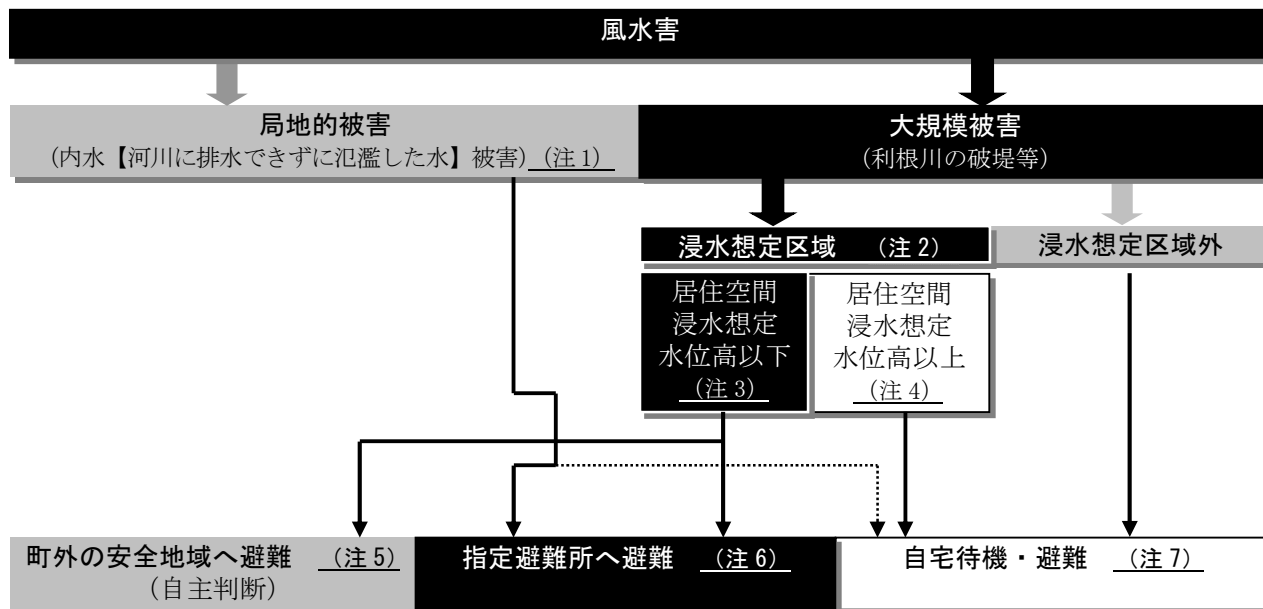 風水害
局地的被害
(内水【河川に排水できずに氾濫した水】被害)(注1)
大規模被害
(利根川の破堤等)
浸水想定区域 (注2)
浸水想定区域外
居住空間
浸水想定
水位高以下
(注3)
居住空間
浸水想定
水位高以上
(注4)
町外の安全地域へ避難 (注5)
(自主判断)
指定避難所へ避難 (注6)
自宅待機・避難 (注7)